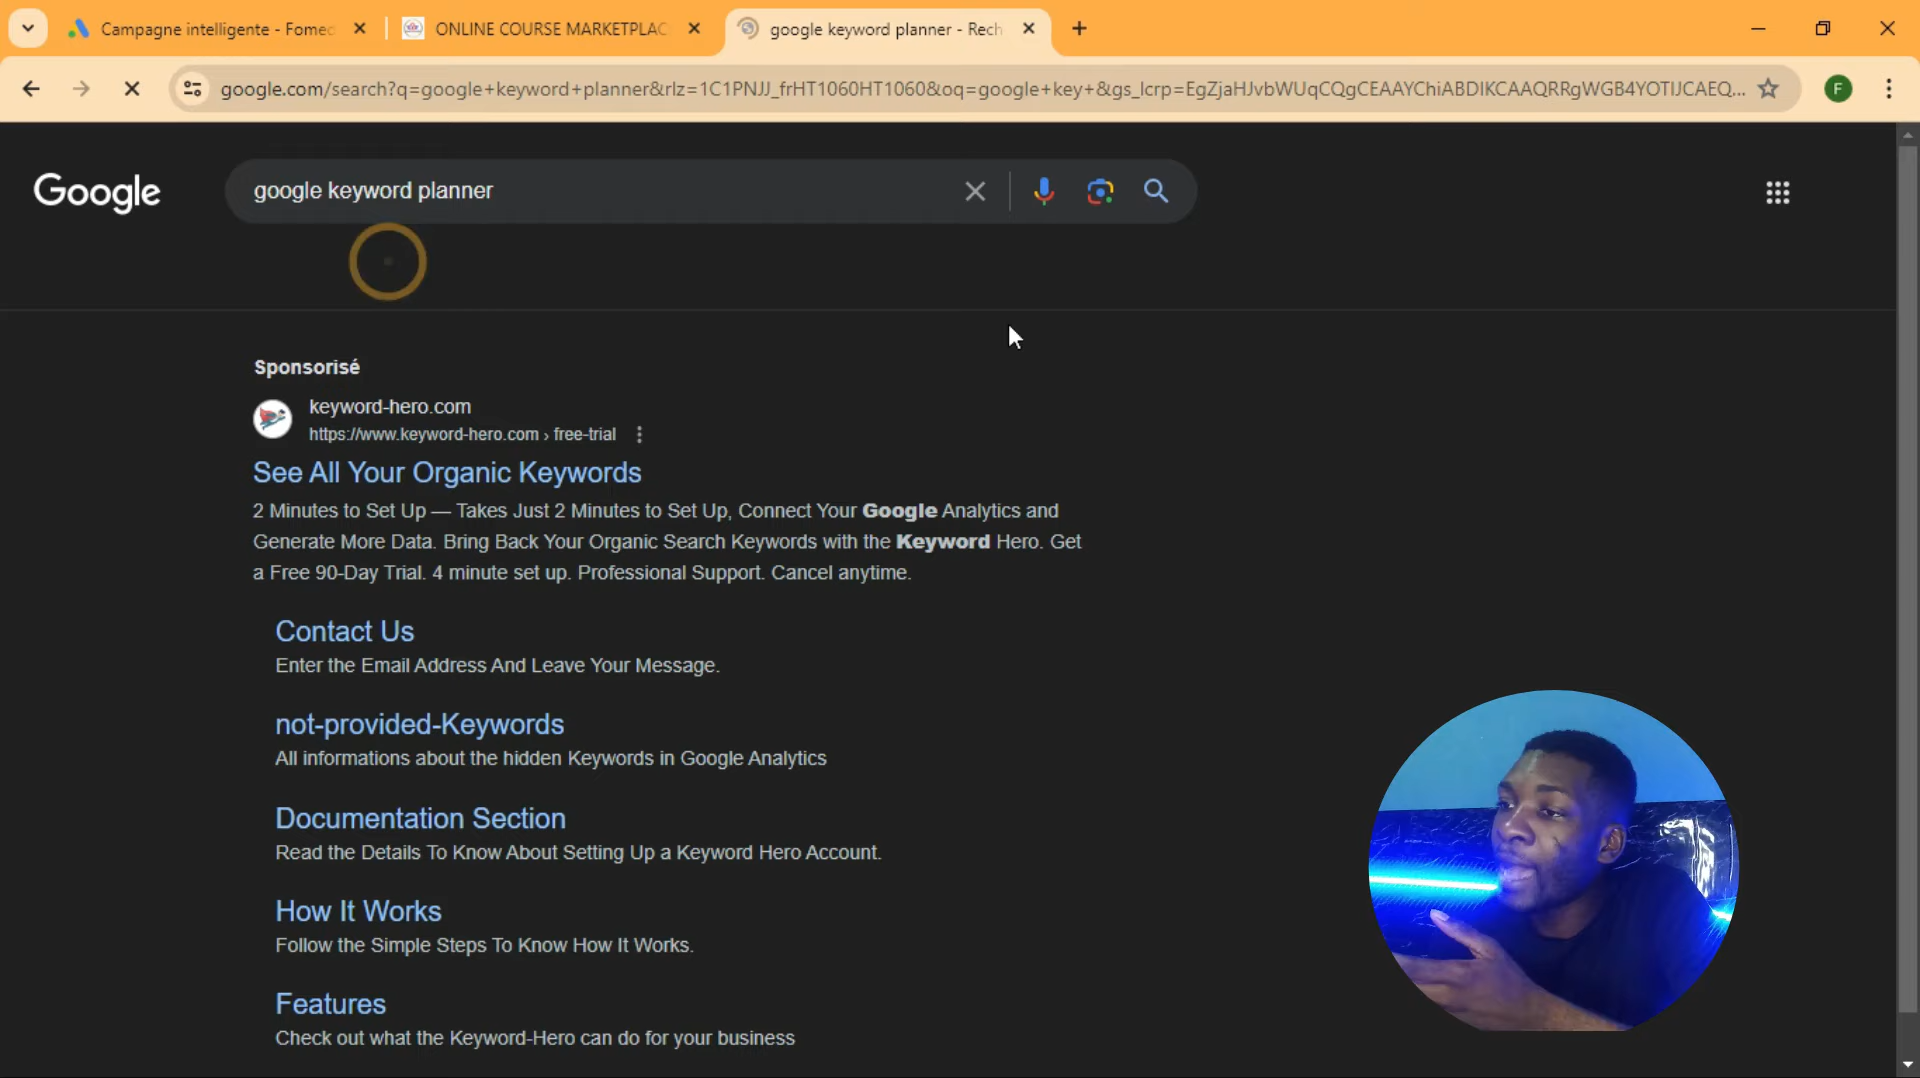 Campagne intelligente - Fomec
ONLINE COURSE MARKETPLAC
google keyword planner - Rech
google.com/search?q=google+keyword+planner&rlz=1C1PNJJ_frHT1060HT1060&oq=google+key+&gs_lcrp=EgZjaHJvbWUqCQgCEAAYChiABDIKCAAQRRgWGB4YOTIJCAEQ...
F
Google
google keyword planner
Sponsorisé
keyword-hero.com
https://www.keyword-hero.com › free-trial
See All Your Organic Keywords
2 Minutes to Set Up — Takes Just 2 Minutes to Set Up, Connect Your Google Analytics and
Generate More Data. Bring Back Your Organic Search Keywords with the Keyword Hero. Get
a Free 90-Day Trial. 4 minute set up. Professional Support. Cancel anytime.
Contact Us
Enter the Email Address And Leave Your Message.
not-provided-Keywords
All informations about the hidden Keywords in Google Analytics
Documentation Section
Read the Details To Know About Setting Up a Keyword Hero Account.
How It Works
Follow the Simple Steps To Know How It Works.
Features
Check out what the Keyword-Hero can do for your business